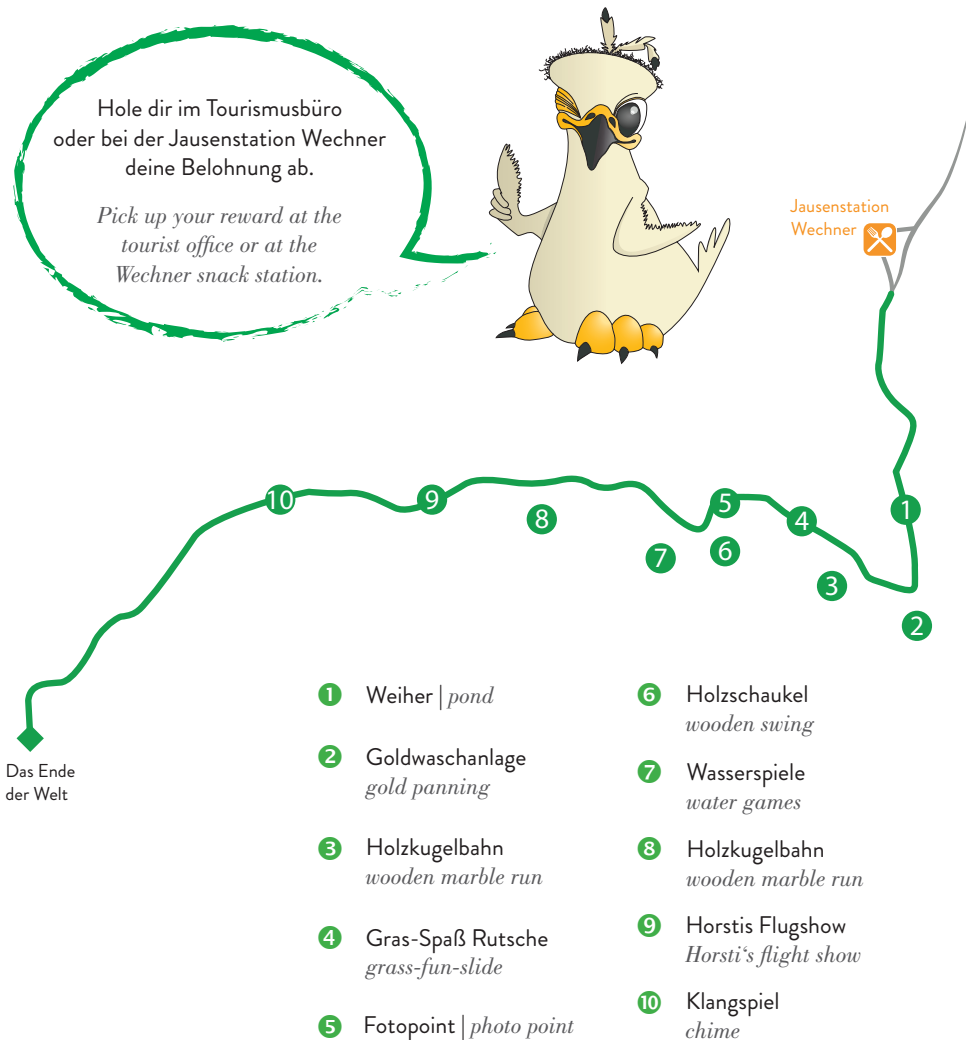 Hole dir im Tourismusbüro
oder bei der Jausenstation Wechner
deine Belohnung ab.
Pick up your reward at the
tourist office or at the
Wechner snack station.
Jausenstation
Wechner
10
9
8
7
5
6
4
3
1
2
Das Ende
der Welt
1 Weiher | pond
2 Goldwaschanlage
gold panning
3 Holzkugelbahn
wooden marble run
4 Gras-Spaß Rutsche
grass-fun-slide
5 Fotopoint | photo point
6 Holzschaukel
wooden swing
7 Wasserspiele
water games
8 Holzkugelbahn
wooden marble run
9 Horstis Flugshow
Horsti‘s flight show
10 Klangspiel
chime